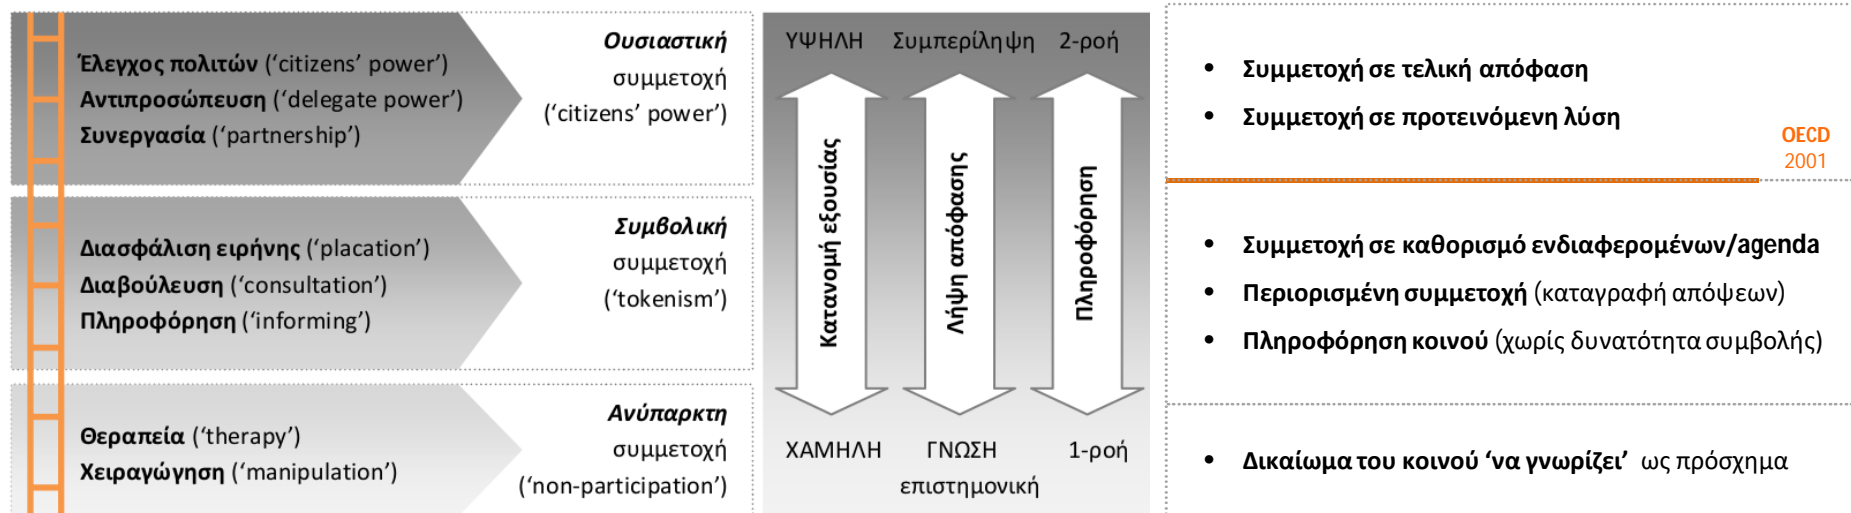 Έλεγχος πολιτών (‘citizens’ power’)
Αντιπροσώπευση (‘delegate power’)
Συνεργασία (‘partnership’)
Ουσιαστική
συμμετοχή
(‘citizens’ power’)
Διασφάλιση ειρήνης (‘placation’)
Διαβούλευση (‘consultation’)
Πληροφόρηση (‘informing’)
Συμβολική
συμμετοχή
(‘tokenism’)
Θεραπεία (‘therapy’)
Χειραγώγηση (‘manipulation’)
Ανύπαρκτη
συμμετοχή
(‘non-participation’)
ΥΨΗΛΗ Συμπερίληψη 2-ροή
Κατανομή εξουσίας
Λήψη απόφασης
Πληροφόρηση
ΧΑΜΗΛΗ ΓΝΩΣΗ 1-ροή
επιστημονική
• Συμμετοχή σε τελική απόφαση
• Συμμετοχή σε προτεινόμενη λύση
OECD
2001
• Συμμετοχή σε καθορισμό ενδιαφερομένων/agenda
• Περιορισμένη συμμετοχή (καταγραφή απόψεων)
• Πληροφόρηση κοινού (χωρίς δυνατότητα συμβολής)
• Δικαίωμα του κοινού ‘να γνωρίζει’ ως πρόσχημα